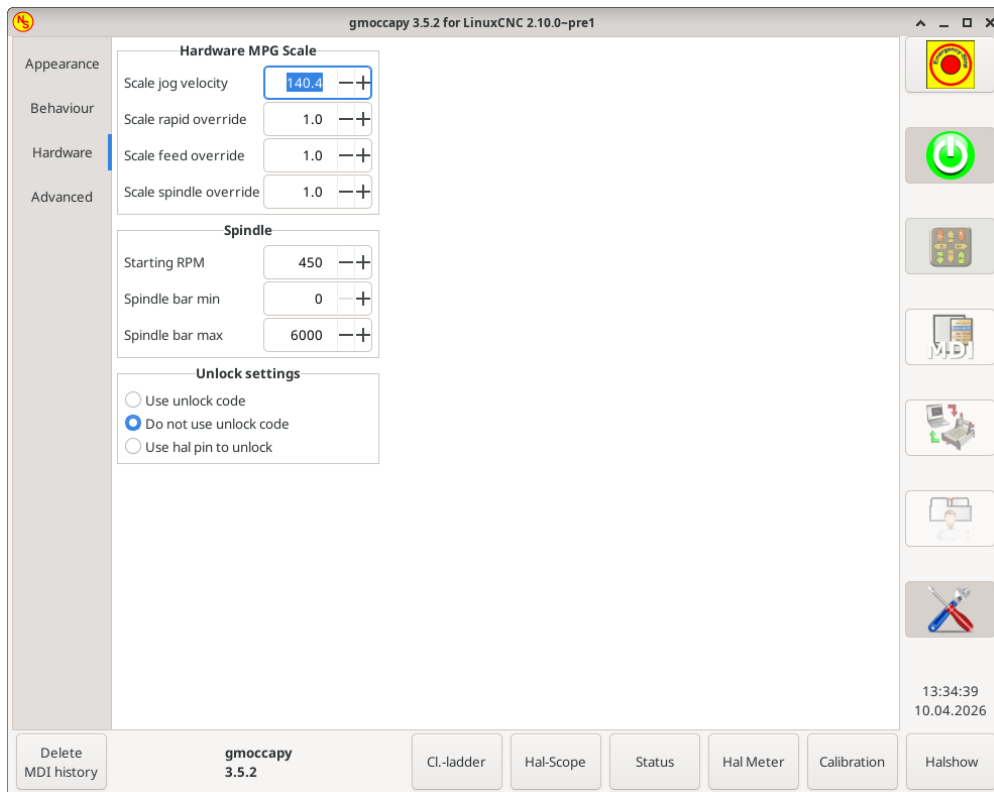 NS
gmoccapy 3.5.2 for LinuxCNC 2.10.0~pre1
Appearance
Behaviour
Hardware
Advanced
Hardware MPG Scale
Scale jog velocity 140.4
Scale rapid override 1.0
Scale feed override 1.0
Scale spindle override 1.0
Spindle
Starting RPM 450
Spindle bar min 0
Spindle bar max 6000
Unlock settings
Use unlock code
Do not use unlock code
Use hal pin to unlock
MDI
13:34:39
10.04.2026
Delete
MDI history
gmoccapy
3.5.2
Cl.-ladder
Hal-Scope
Status
Hal Meter
Calibration
Halshow